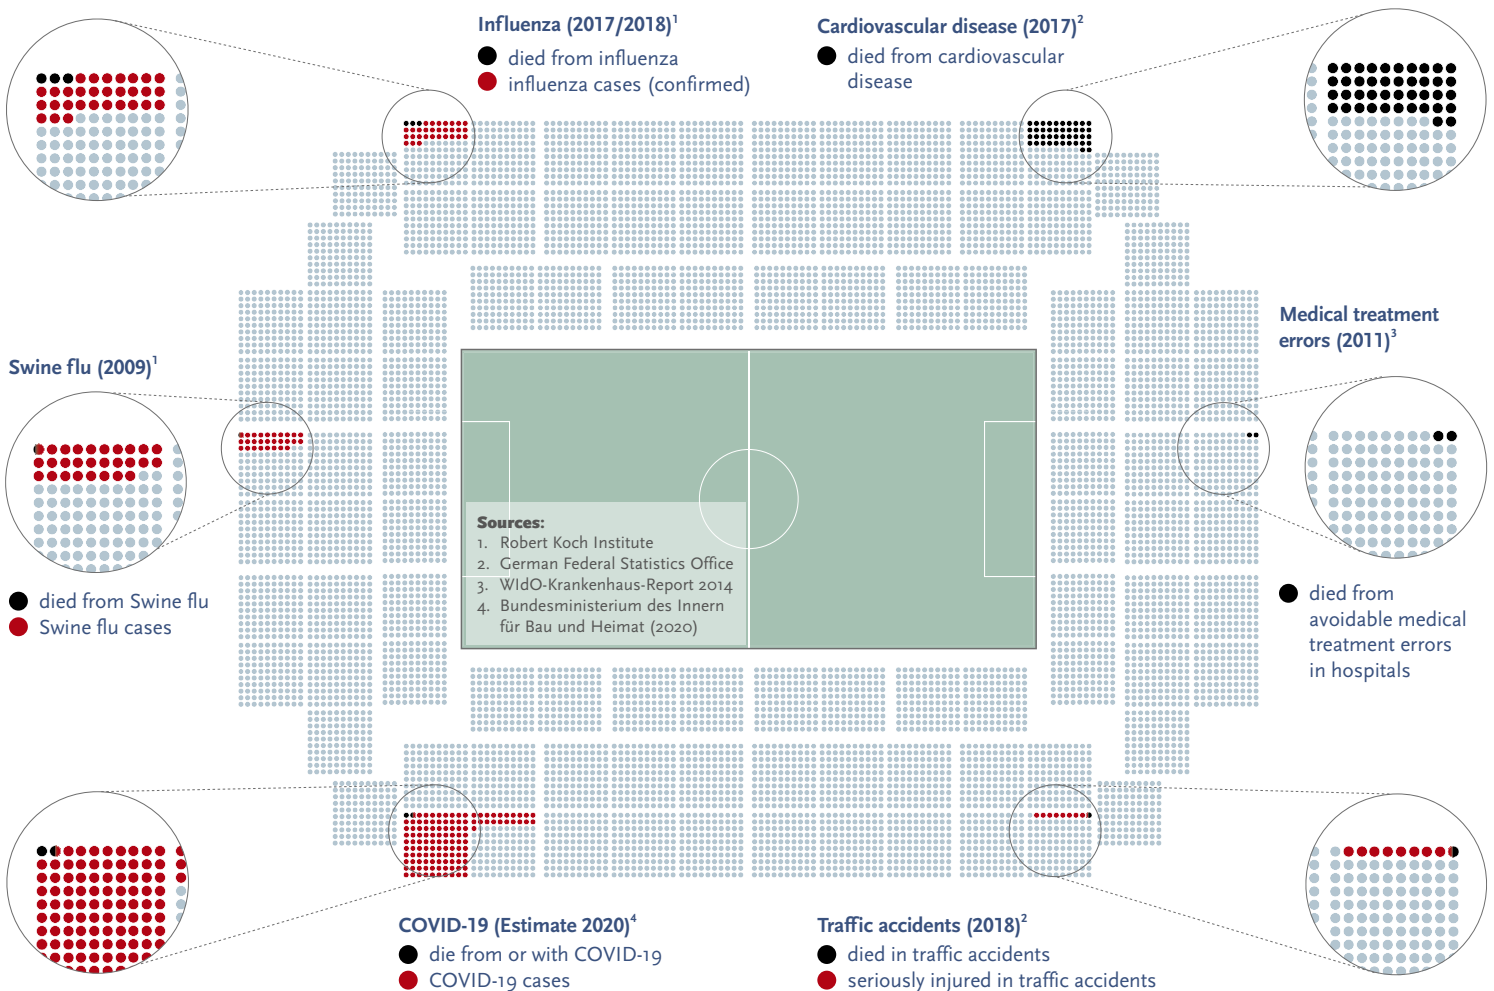 Influenza (2017/2018)¹
died from influenza
influenza cases (confirmed)
Cardiovascular disease (2017)²
died from cardiovascular
disease
Swine flu (2009)¹
died from Swine flu
Swine flu cases
Medical treatment
errors (2011)³
died from
avoidable medical
treatment errors
in hospitals
Sources:
1. Robert Koch Institute
2. German Federal Statistics Office
3. WIdO-Krankenhaus-Report 2014
4. Bundesministerium des Innern
für Bau und Heimat (2020)
COVID-19 (Estimate 2020)⁴
die from or with COVID-19
COVID-19 cases
Traffic accidents (2018)²
died in traffic accidents
seriously injured in traffic accidents